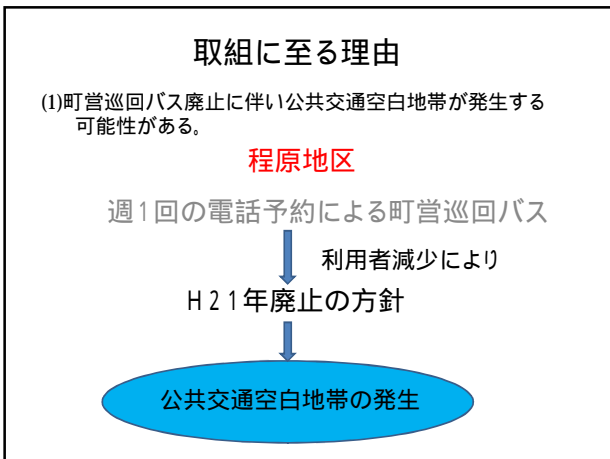 取組に至る理由
(1)町営巡回バス廃止に伴い公共交通空白地帯が発生する
可能性がある。
程原地区
週1回の電話予約による町営巡回バス
利用者減少により
H21年廃止の方針
公共交通空白地帯の発生